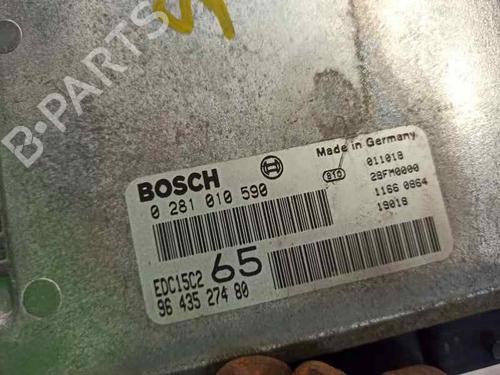 B-PARTS
Made in Germany
BOSCH
0 281 010 590
810
011018
28FM0000
1166 0864
19018
EDC15C2 65
96 435 274 80